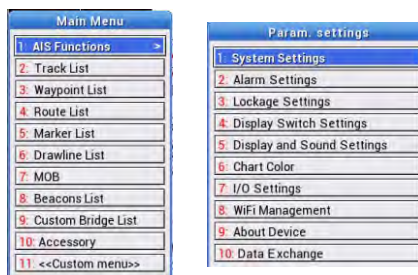 Main Menu
1: AIS Functions >
2: Track List
3: Waypoint List
4: Route List
5: Marker List
6: Drawline List
7: MOB
8: Beacons List
9: Custom Bridge List
10: Accessory
11: <<Custom menu>>
Param. settings
1: System Settings
2: Alarm Settings
3: Lockage Settings
4: Display Switch Settings
5: Display and Sound Settings
6: Chart Color
7: I/O Settings
8: WiFi Management
9: About Device
10: Data Exchange